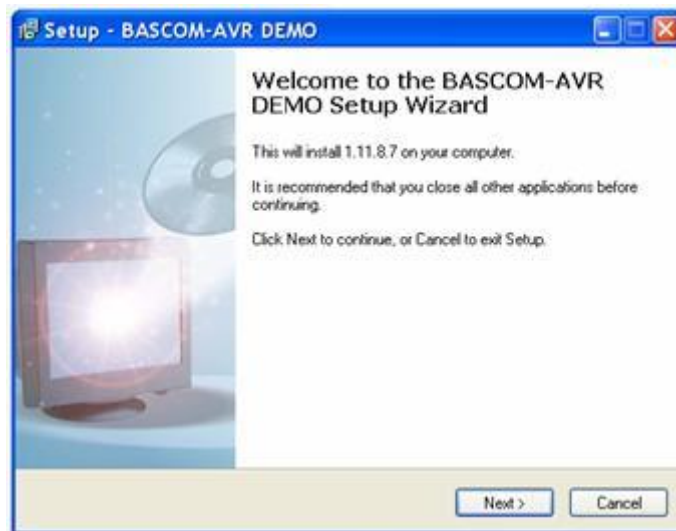 Setup - BASCOM-AVR DEMO
Welcome to the BASCOM-AVR
DEMO Setup Wizard
This will install 1.11.8.7 on your computer.
It is recommended that you close all other applications before
continuing.
Click Next to continue, or Cancel to exit Setup.
Next >
Cancel